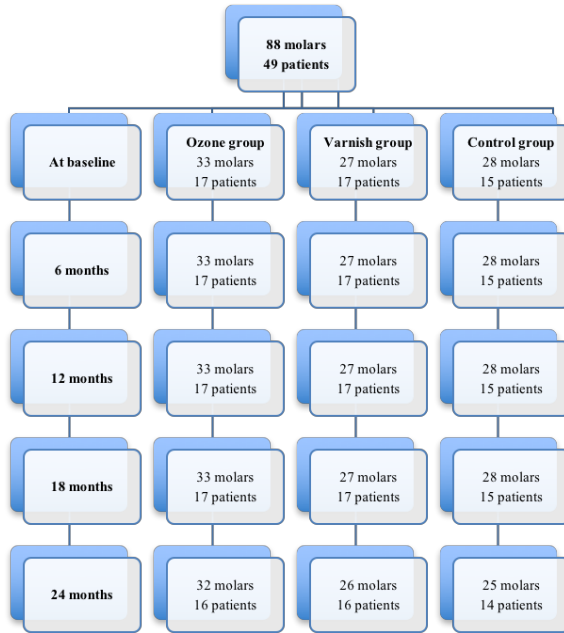 88 molars
49 patients
At baseline
Ozone group
33 molars
17 patients
Varnish group
27 molars
17 patients
Control group
28 molars
15 patients
6 months
33 molars
17 patients
27 molars
17 patients
28 molars
15 patients
12 months
33 molars
17 patients
27 molars
17 patients
28 molars
15 patients
18 months
33 molars
17 patients
27 molars
17 patients
28 molars
15 patients
24 months
32 molars
16 patients
26 molars
16 patients
25 molars
14 patients